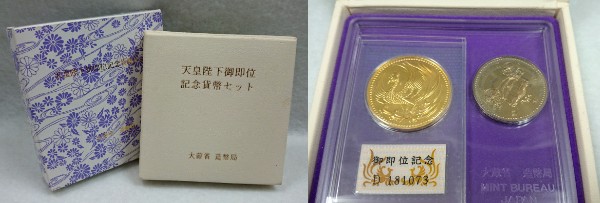 天皇陛下御即位
記念貨幣セット
大蔵省 造幣局
御即位記念
D 181073
大蔵省 造幣局
MINT BUREAU
JAPAN